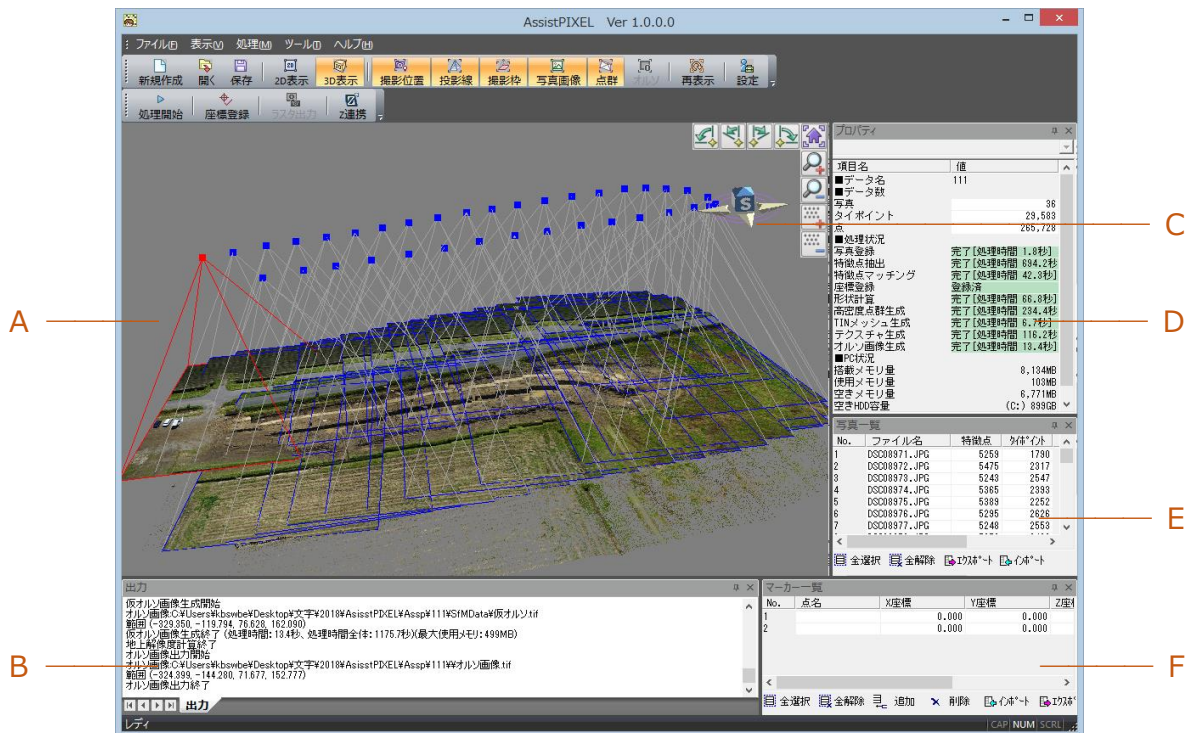 AssistPIXEL Ver 1.0.0.0
ファイル(F) 表示(V) 処理(M) ツール(T) ヘルプ(H)
新規作成 開く 保存 2D表示 3D表示 撮影位置 投影線 撮影枠 写真画像 点群 オルソ 再表示 設定
処理開始 座標登録 ラスタ出力 Z連携
S
プロパティ
項目名 値
■データ名 111
■データ数
写真 36
タイポイント 29,583
点 265,728
■処理状況
写真登録 完了[処理時間 1.8秒]
特徴点抽出 完了[処理時間 694.2秒
特徴点マッチング 完了[処理時間 42.3秒]
座標登録 登録済
形状計算 完了[処理時間 66.8秒]
高密度点群生成 完了[処理時間 234.4秒
TINメッシュ生成 完了[処理時間 6.7秒]
テクスチャ生成 完了[処理時間 116.2秒
オルソ画像生成 完了[処理時間 13.4秒]
■PC状況
搭載メモリ量 8,134MB
使用メモリ量 103MB
空きメモリ量 6,771MB
空きHDD容量 (C:) 899GB
写真一覧
No. ファイル名 特徴点 タイポイント
1 DSC08971.JPG 5259 1790
2 DSC08972.JPG 5475 2317
3 DSC08973.JPG 5243 2547
4 DSC08974.JPG 5365 2393
5 DSC08975.JPG 5389 2252
6 DSC08976.JPG 5295 2626
7 DSC08977.JPG 5248 2553
全選択 全解除 エクスポート インポート
出力
仮オルソ画像生成開始
オルソ画像:C:¥Users¥kbswbe¥Desktop¥文字¥2018¥AsisstPIXEL¥Assp¥111¥SfMData¥仮オルソ.tif
範囲 (-329.350, -119.794, 76.628, 162.090)
仮オルソ画像生成終了 (処理時間: 13.4秒、処理時間全体: 1175.7秒)(最大使用メモリ: 499MB)
地上解像度計算終了
オルソ画像出力開始
オルソ画像:C:¥Users¥kbswbe¥Desktop¥文字¥2018¥AsisstPIXEL¥Assp¥111¥¥オルソ画像.tif
範囲 (-324.399, -144.280, 71.677, 152.777)
オルソ画像出力終了
出力
マーカー一覧
No. 点名 X座標 Y座標 Z座標
1 0.000 0.000
2 0.000 0.000
全選択 全解除 追加 削除 インポート エクスポ
レディ
CAP NUM SCRL
A
B
C
D
E
F